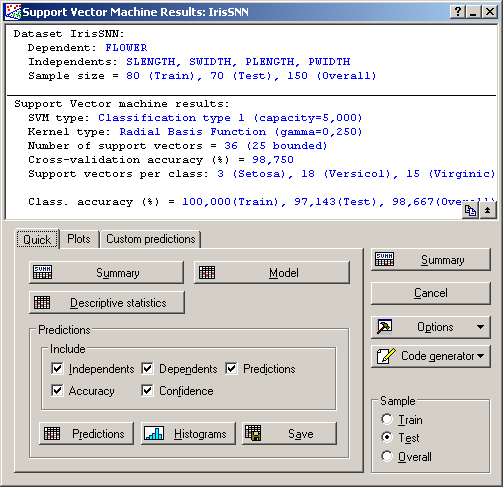 Support Vector Machine Results: IrisSNN
Dataset IrisSNN:
Dependent: FLOWER
Independents: SLENGTH, SWIDTH, PLENGTH, PWIDTH
Sample size = 80 (Train), 70 (Test), 150 (Overall)
Support Vector machine results:
SVM type: Classification type 1 (capacity=5,000)
Kernel type: Radial Basis Function (gamma=0,250)
Number of support vectors = 36 (25 bounded)
Cross-validation accuracy (%) = 98,750
Support vectors per class: 3 (Setosa), 18 (Versicol), 15 (Virginic)
Class. accuracy (%) = 100,000(Train), 97,143(Test), 98,667(Overall)
Quick Plots Custom predictions
Summary Model
Descriptive statistics
Predictions
Include
Independents Dependents Predictions
Accuracy Confidence
Predictions Histograms Save
Summary
Cancel
Options
Code generator
Sample
Train
Test
Overall